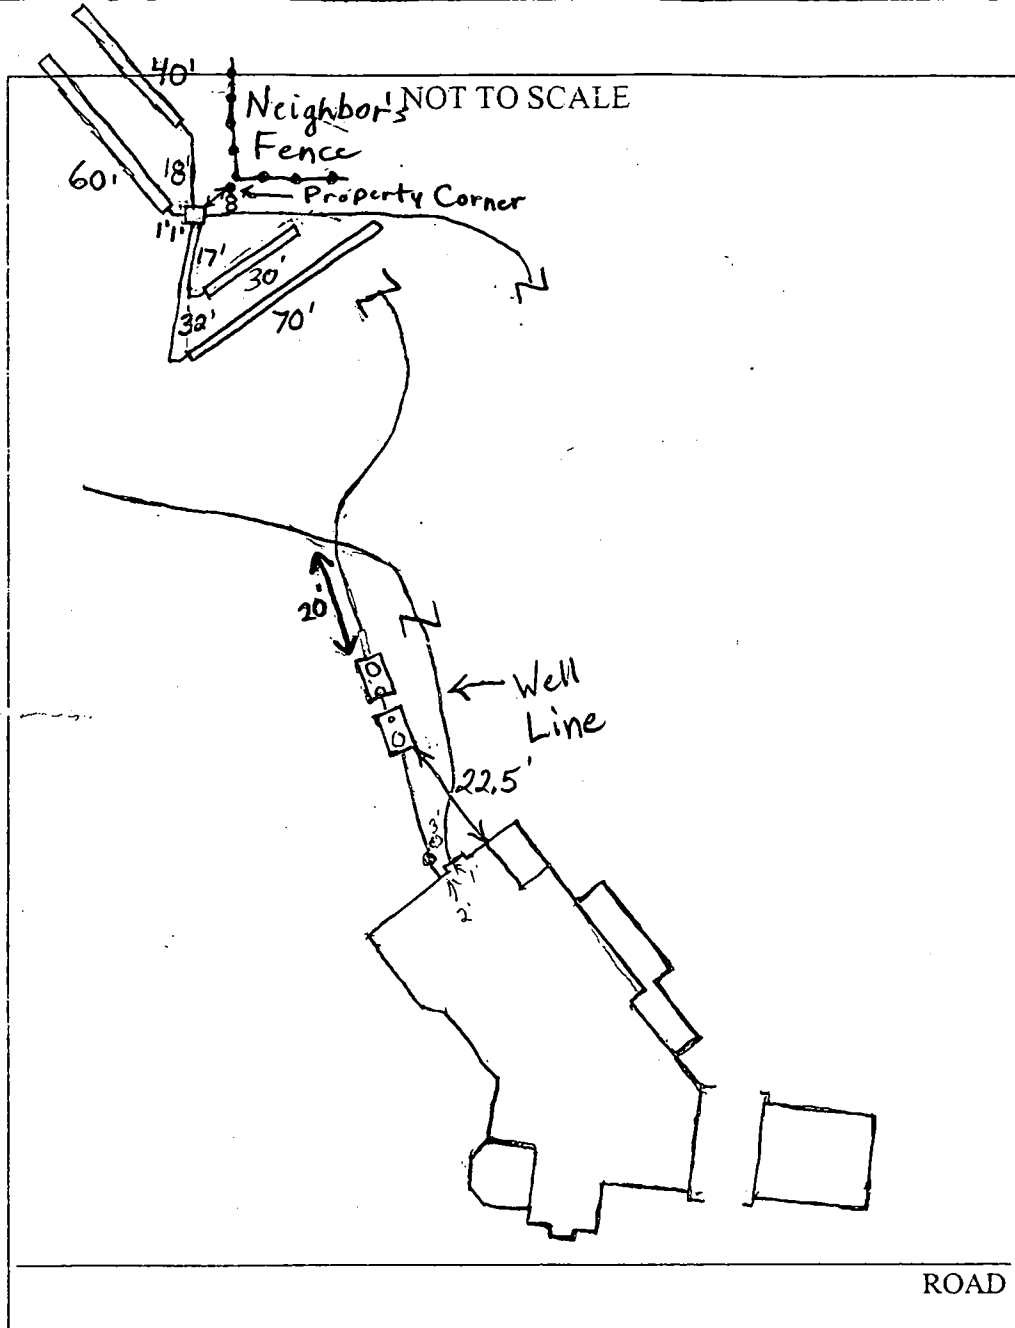 40'
NOT TO SCALE
Neighbor's
Fence
60'
18'
8'
Property Corner
1'1'
17'
30'
32'
70'
20'
Well
Line
22.5'
3'
1'
2'
ROAD